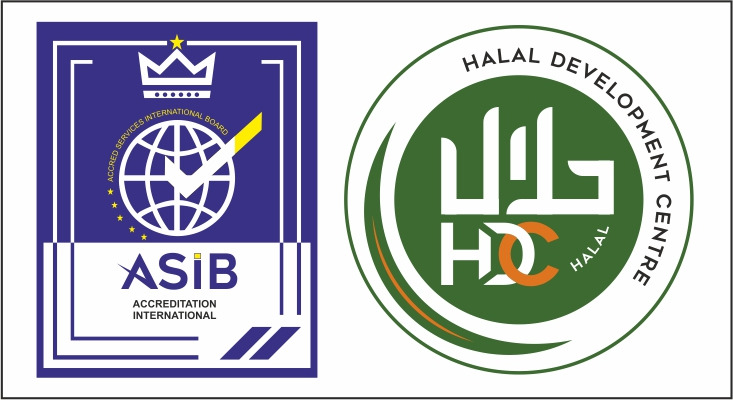 ACCRED SERVICES INTERNATIONAL BOARD
ASiB
ACCREDITATION
INTERNATIONAL
HALAL DEVELOPMENT CENTRE
حلال
HDC
HALAL